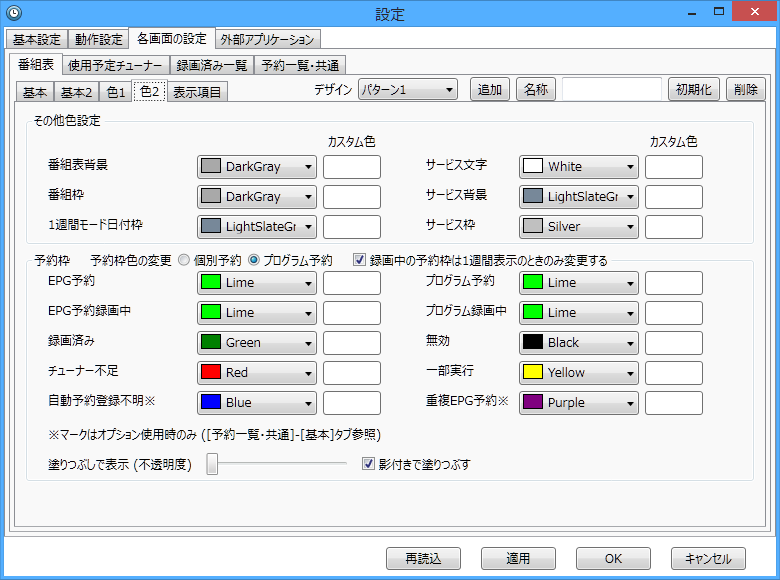 設定
基本設定 動作設定 各画面の設定 外部アプリケーション
番組表 使用予定チューナー 録画済み一覧 予約一覧・共通
基本 基本2 色1 色2 表示項目 デザイン パターン1 追加 名称 初期化 削除
その他色設定
カスタム色 カスタム色
番組表背景 DarkGray サービス文字 White
番組枠 DarkGray サービス背景 LightSlateGr
1週間モード日付枠 LightSlateGr サービス枠 Silver
予約枠 予約枠色の変更 個別予約 プログラム予約 録画中の予約枠は1週間表示のときのみ変更する
EPG予約 Lime プログラム予約 Lime
EPG予約録画中 Lime プログラム録画中 Lime
録画済み Green 無効 Black
チューナー不足 Red 一部実行 Yellow
自動予約登録不明※ Blue 重複EPG予約※ Purple
※マークはオプション使用時のみ ([予約一覧・共通]-[基本]タブ参照)
塗りつぶしで表示 (不透明度) 影付きで塗りつぶす
再読込 適用 OK キャンセル